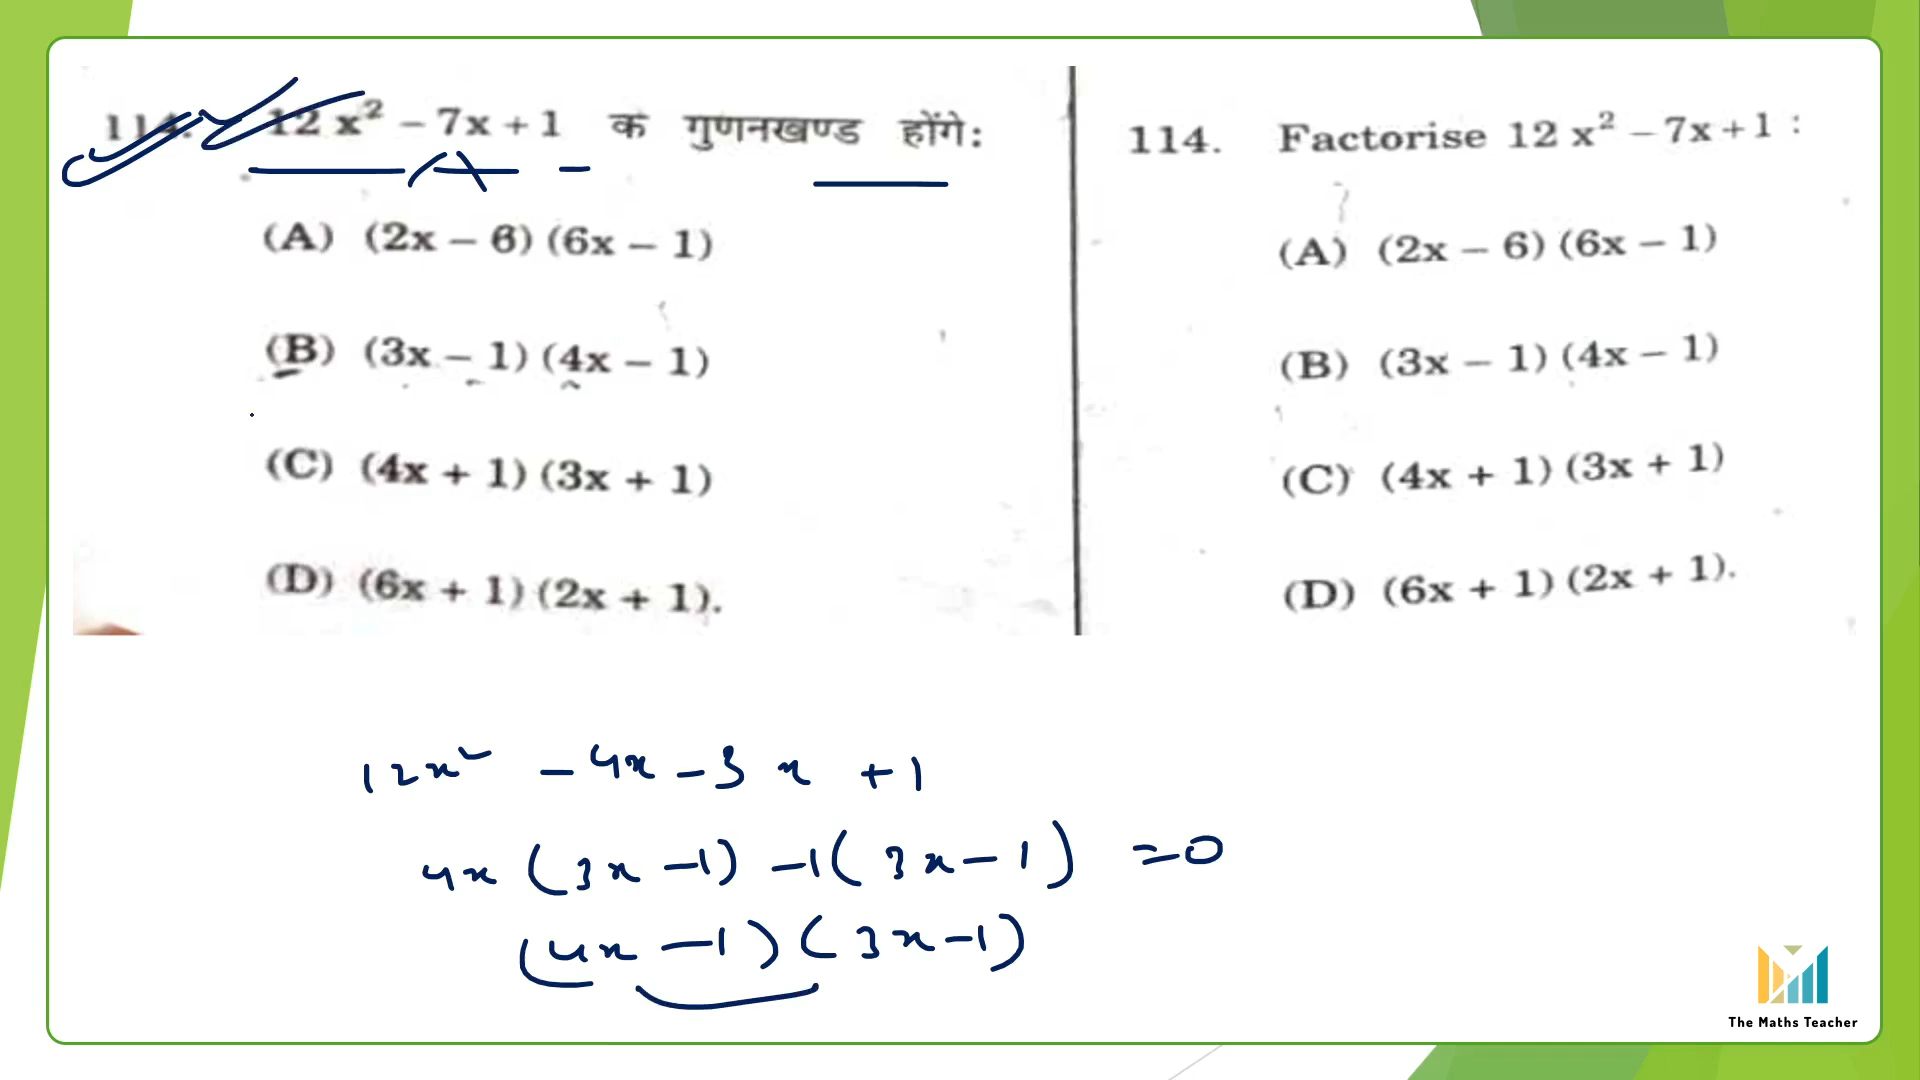 114. 12 x² – 7x + 1 के गुणनखण्ड होंगे:
(A) (2x – 6) (6x – 1)
(B) (3x – 1) (4x – 1)
(C) (4x + 1) (3x + 1)
(D) (6x + 1) (2x + 1).
114. Factorise 12 x² – 7x + 1 :
(A) (2x – 6) (6x – 1)
(B) (3x – 1) (4x – 1)
(C) (4x + 1) (3x + 1)
(D) (6x + 1) (2x + 1).
12x² – 4x – 3x + 1
4x (3x – 1) – 1 (3x – 1) = 0
(4x – 1) (3x – 1)
The Maths Teacher